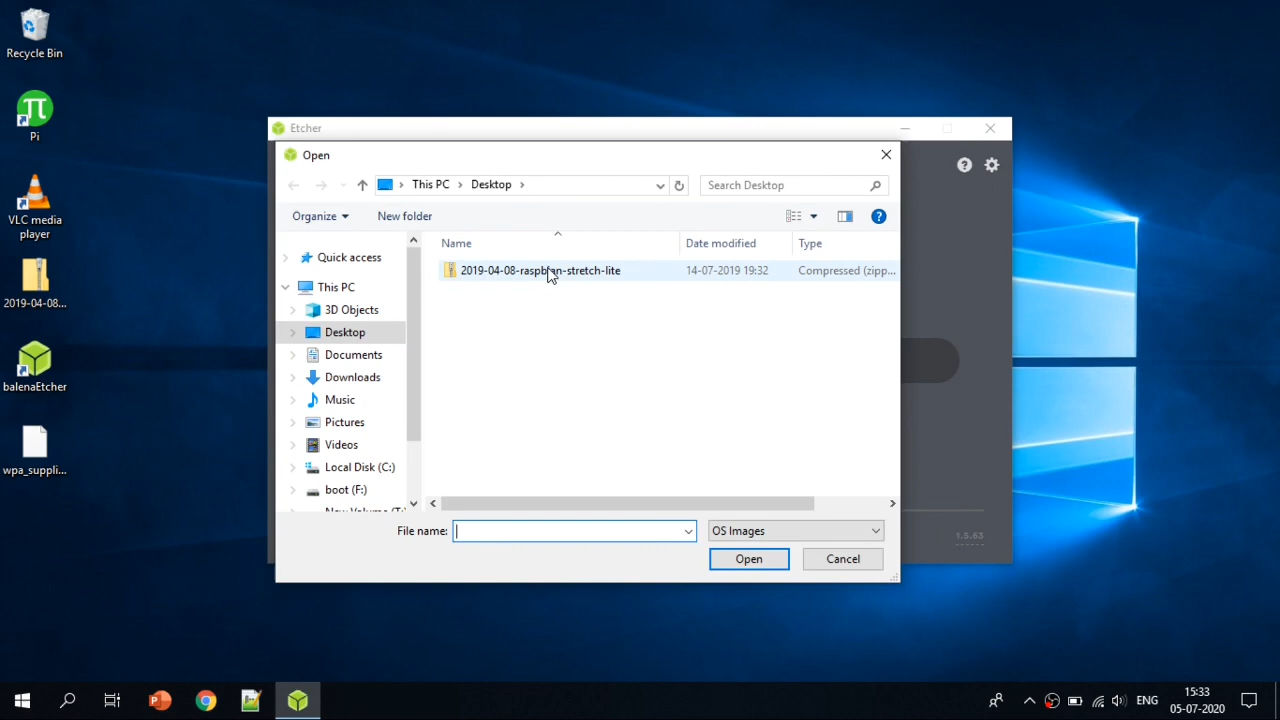 Recycle Bin
Pi
VLC media
player
2019-04-08...
balenaEtcher
wpa_suppli...
Etcher
Open
This PC
Desktop
Search Desktop
Organize
New folder
Name
Date modified
Type
Quick access
This PC
3D Objects
Desktop
Documents
Downloads
Music
Pictures
Videos
Local Disk (C:)
boot (F:)
New Volume (T:)
2019-04-08-raspbian-stretch-lite
14-07-2019 19:32
Compressed (zipp...
File name:
OS Images
Open
Cancel
1.5.63
ENG
15:33
05-07-2020